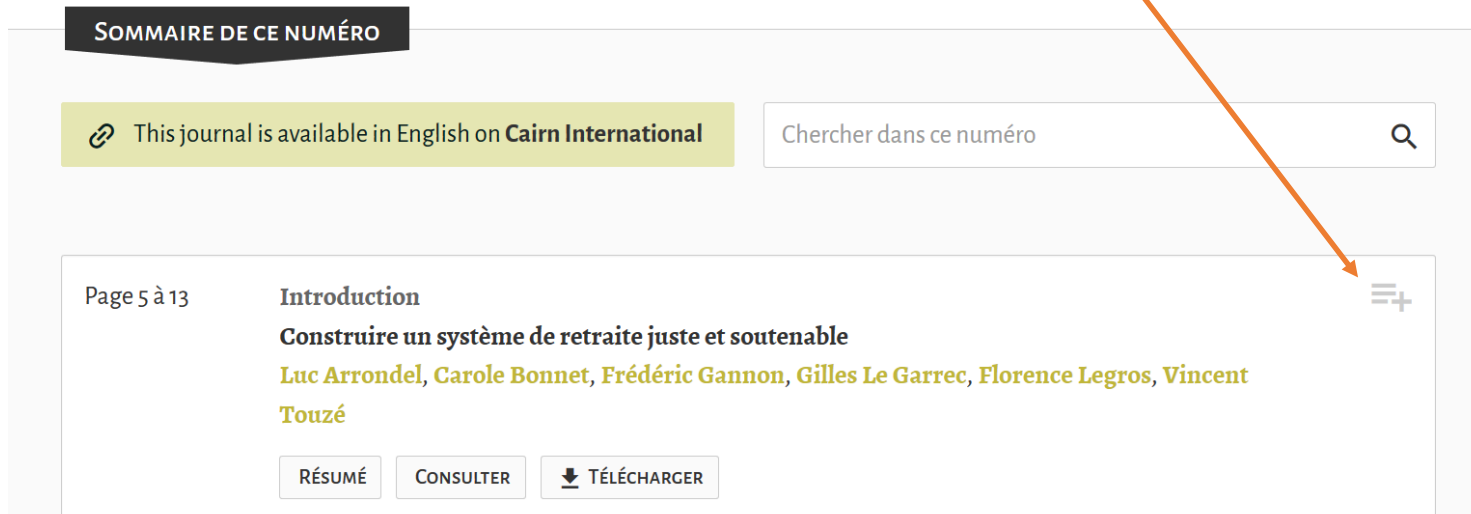 SOMMAIRE DE CE NUMÉRO
This journal is available in English on Cairn International
Chercher dans ce numéro
Page 5 à 13
Introduction
Construire un système de retraite juste et soutenable
Luc Arrondel, Carole Bonnet, Frédéric Gannon, Gilles Le Garrec, Florence Legros, Vincent
Touzé
RÉSUMÉ
CONSULTER
TÉLÉCHARGER